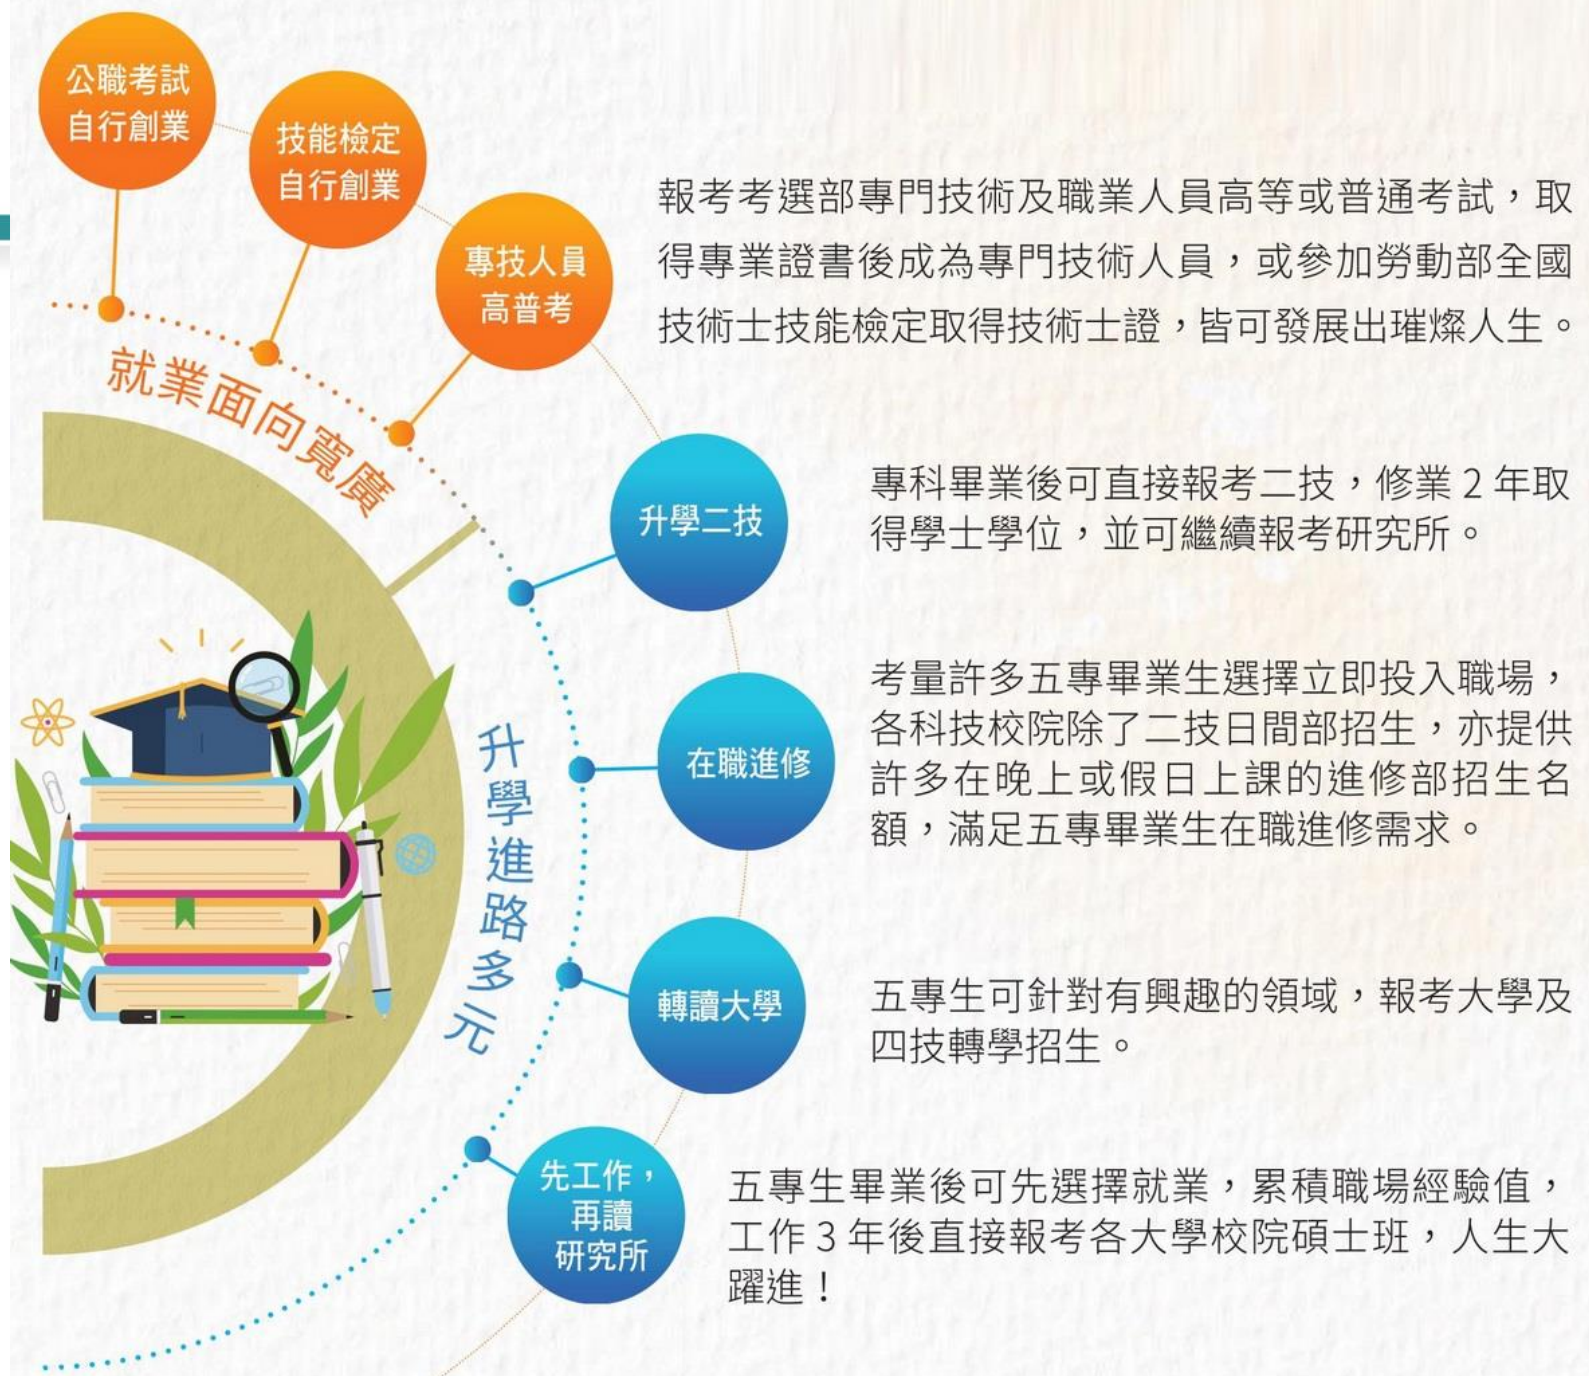 公職考試
自行創業
技能檢定
自行創業
專技人員
高普考
報考考選部專門技術及職業人員高等或普通考試，取
得專業證書後成為專門技術人員，或參加勞動部全國
技術士技能檢定取得技術士證，皆可發展出璀燦人生。
就業面向寬廣
升學二技
專科畢業後可直接報考二技，修業 2 年取
得學士學位，並可繼續報考研究所。
升學進路多元
在職進修
考量許多五專畢業生選擇立即投入職場，
各科技校院除了二技日間部招生，亦提供
許多在晚上或假日上課的進修部招生名
額，滿足五專畢業生在職進修需求。
轉讀大學
五專生可針對有興趣的領域，報考大學及
四技轉學招生。
先工作，
再讀
研究所
五專生畢業後可先選擇就業，累積職場經驗值，
工作 3 年後直接報考各大學校院碩士班，人生大
躍進！